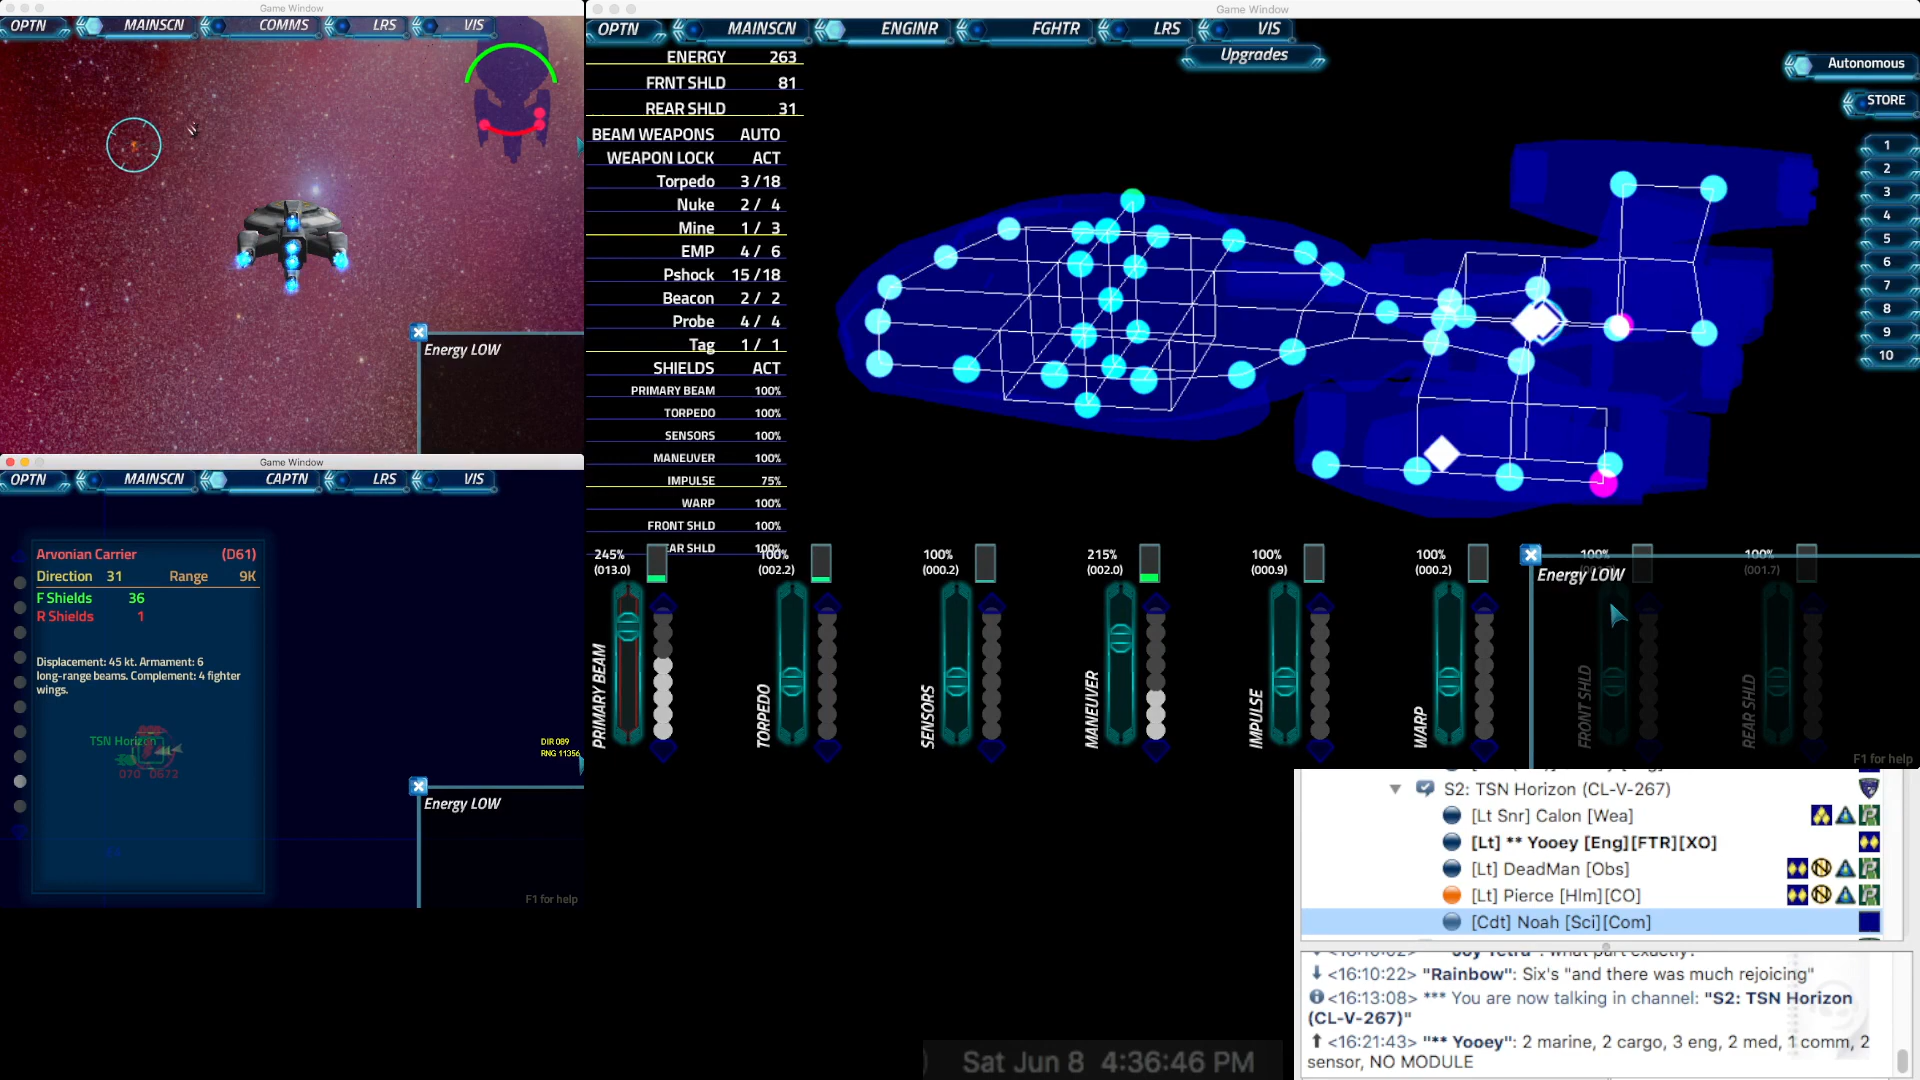 Game Window
OPTN MAINSCN COMMS LRS VIS
Energy LOW
Game Window
OPTN MAINSCN CAPTN LRS VIS
Arvonian Carrier (D61)
Direction 31 Range 9K
F Shields 36
R Shields 1
Displacement: 45 kt. Armament: 6
long-range beams. Complement: 4 fighter
wings.
TSN Horizon
070 0672
DIR 089
RNG 11356
Energy LOW
F1 for help
Game Window
OPTN MAINSCN ENGINR FGHTR LRS VIS
Upgrades
Autonomous
STORE
1
2
3
4
5
6
7
8
9
10
ENERGY 263
FRNT SHLD 81
REAR SHLD 31
BEAM WEAPONS AUTO
WEAPON LOCK ACT
Torpedo 3 /18
Nuke 2 / 4
Mine 1 / 3
EMP 4 / 6
Pshock 15 /18
Beacon 2 / 2
Probe 4 / 4
Tag 1 / 1
SHIELDS ACT
PRIMARY BEAM 100%
TORPEDO 100%
SENSORS 100%
MANEUVER 100%
IMPULSE 75%
WARP 100%
FRONT SHLD 100%
EAR SHLD 100%
245% 100% 100% 215% 100% 100% 100% 100%
(013.0) (002.2) (000.2) (002.0) (000.9) (000.2) (001.7)
PRIMARY BEAM TORPEDO SENSORS MANEUVER IMPULSE WARP FRONT SHLD REAR SHLD
Energy LOW
F1 for help
S2: TSN Horizon (CL-V-267)
[Lt Snr] Calon [Wea]
[Lt] ** Yooey [Eng][FTR][XO]
[Lt] DeadMan [Obs]
[Lt] Pierce [Hlm][CO]
[Cdt] Noah [Sci][Com]
<16:10:22> "Rainbow": Six's "and there was much rejoicing"
<16:13:08> *** You are now talking in channel: "S2: TSN Horizon
(CL-V-267)"
<16:21:43> "** Yooey": 2 marine, 2 cargo, 3 eng, 2 med, 1 comm, 2
sensor, NO MODULE
Sat Jun 8 4:36:46 PM